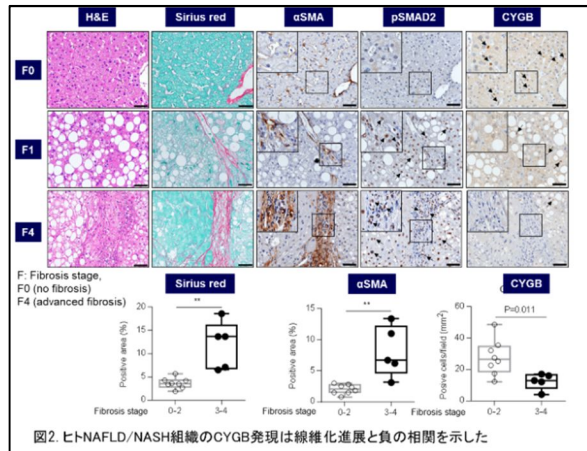 H&E Sirius red αSMA pSMAD2 CYGB
F0
F1
F4
F: Fibrosis stage,
F0 (no fibrosis)
F4 (advanced fibrosis)
Sirius red αSMA CYGB
** ** P=0.011
Positive area (%)
20
15
10
5
0
Fibrosis stage 0-2 3-4
Positive area (%)
15
10
5
0
Fibrosis stage 0-2 3-4
Posive cells/field [mm²]
60
40
20
0
Fibrosis stage 0-2 3-4
図2. ヒトNAFLD/NASH組織のCYGB発現は線維化進展と負の相関を示した